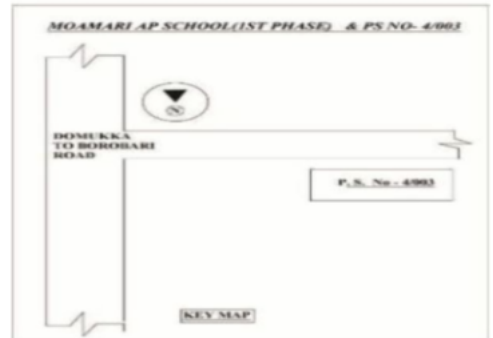 MOAMARI AP SCHOOL(1ST PHASE) & PS NO- 4/003
N
DOMUKKA
TO BOROBARI
ROAD
P. S. No - 4/003
KEY MAP